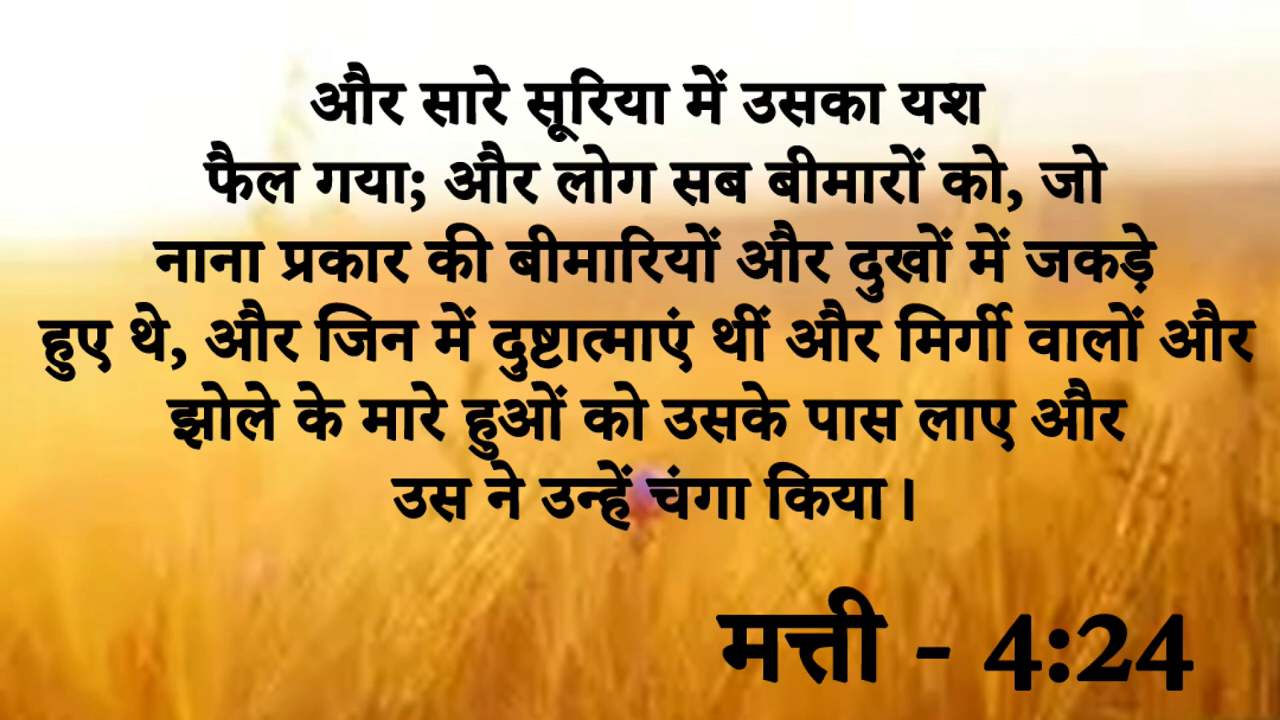 और सारे सूरिया में उसका यश
फैल गया; और लोग सब बीमारों को, जो
नाना प्रकार की बीमारियों और दुखों में जकड़े
हुए थे, और जिन में दुष्टात्माएं थीं और मिर्गी वालों और
झोले के मारे हुओं को उसके पास लाए और
उस ने उन्हें चंगा किया।
मत्ती - 4:24